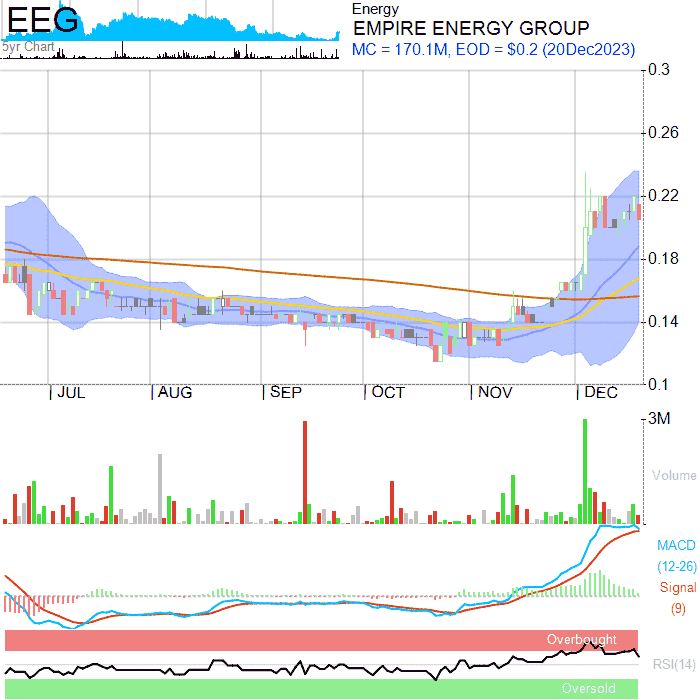 EEG
5yr Chart
Energy
EMPIRE ENERGY GROUP
MC = 170.1M, EOD = $0.2 (20Dec2023)
0.3
0.26
0.22
0.18
0.14
0.1
JUL AUG SEP OCT NOV DEC
3M
Volume
MACD
(12-26)
Signal
(9)
Overbought
RSI(14)
Oversold